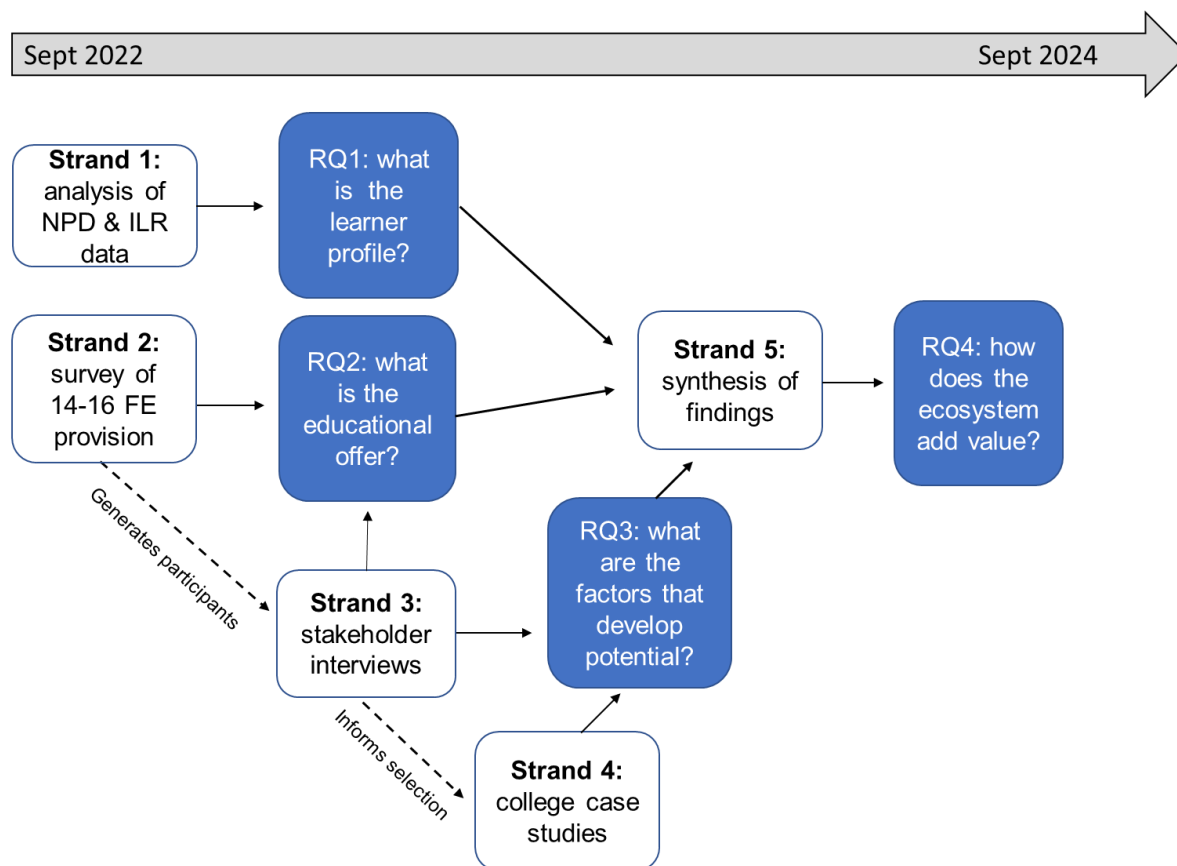 Sept 2022
Sept 2024
Strand 1:
analysis of
NPD & ILR
data
RQ1: what
is the
learner
profile?
Strand 2:
survey of
14-16 FE
provision
RQ2: what
is the
educational
offer?
Strand 5:
synthesis of
findings
RQ4: how
does the
ecosystem
add value?
Generates participants
Strand 3:
stakeholder
interviews
RQ3: what
are the
factors that
develop
potential?
Informs selection
Strand 4:
college case
studies